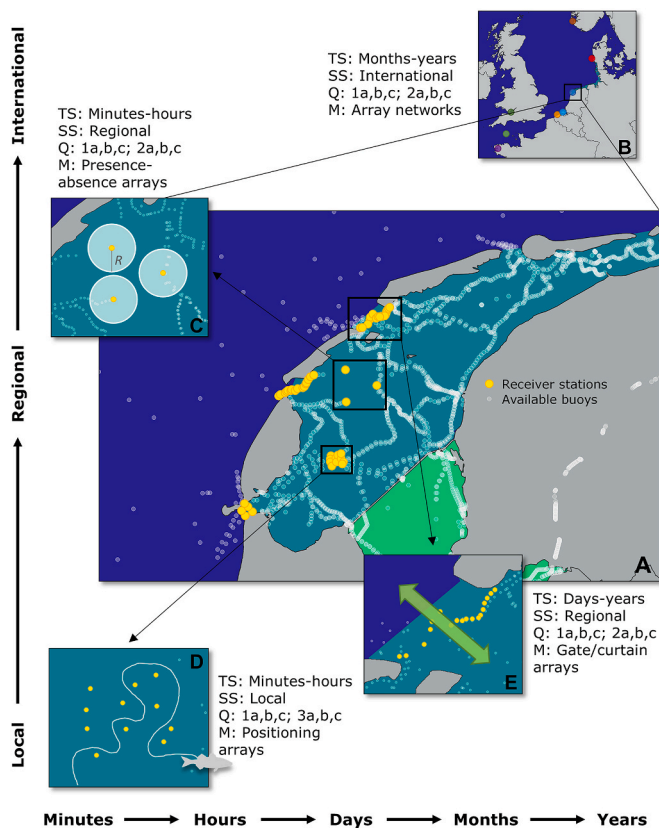 TS: Months-years
SS: International
Q: 1a,b,c; 2a,b,c
M: Array networks
B
TS: Minutes-hours
SS: Regional
Q: 1a,b,c; 2a,b,c
M: Presence-
absence arrays
R
C
Receiver stations
Available buoys
A
E
TS: Days-years
SS: Regional
Q: 1a,b,c; 2a,b,c
M: Gate/curtain
arrays
D
TS: Minutes-hours
SS: Local
Q: 1a,b,c; 3a,b,c
M: Positioning
arrays
International
Regional
Local
Minutes
Hours
Days
Months
Years